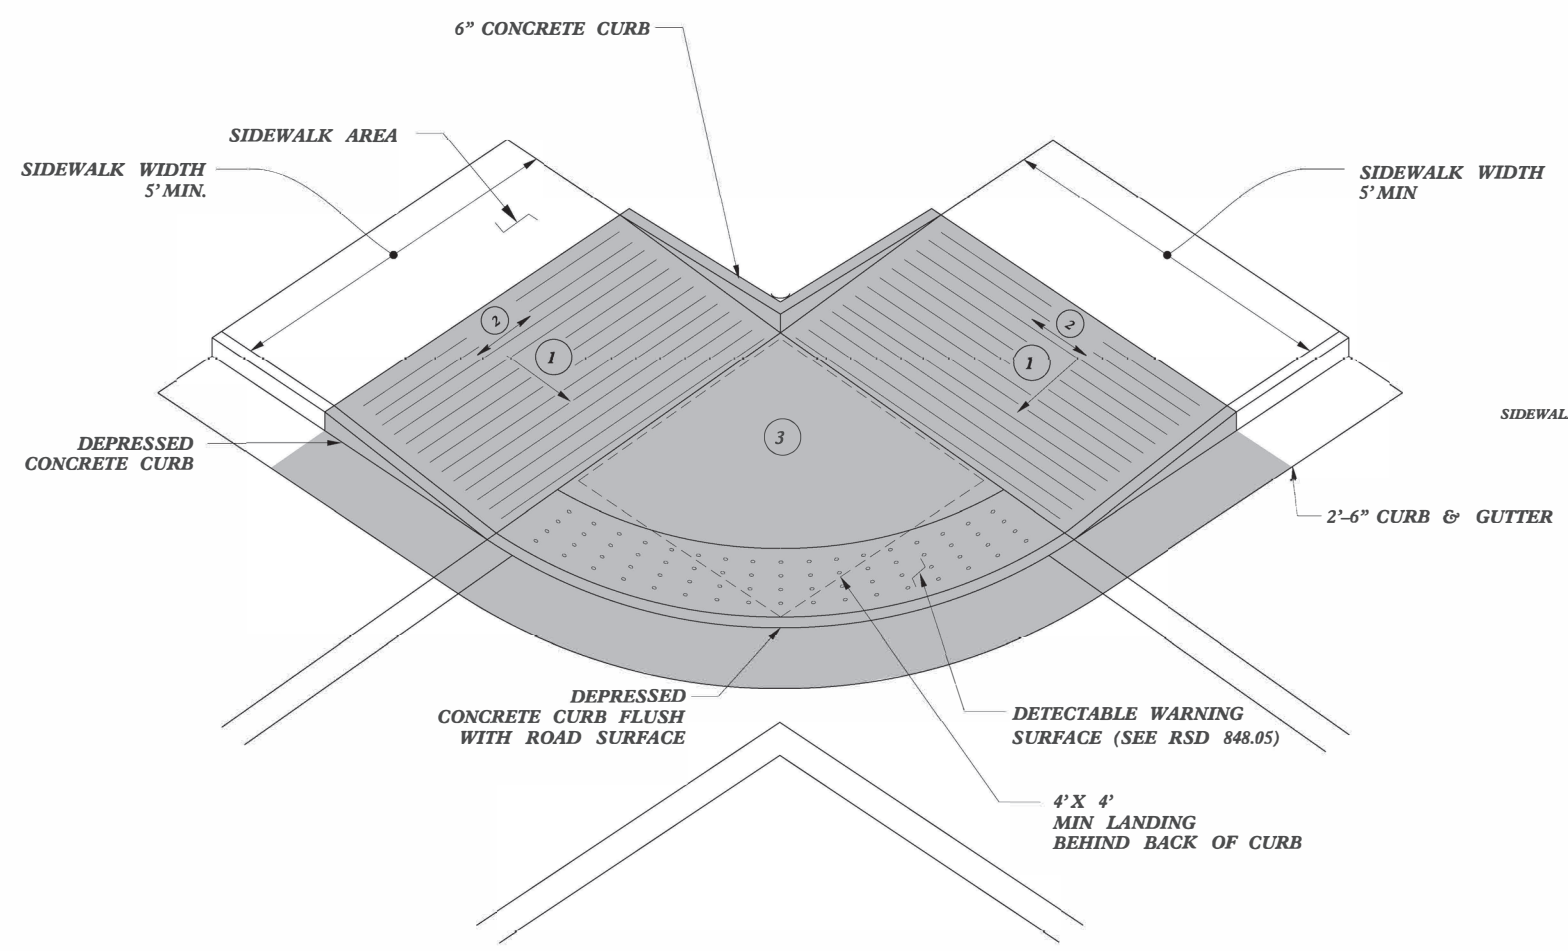 6" CONCRETE CURB
SIDEWALK AREA
SIDEWALK WIDTH
5' MIN.
SIDEWALK WIDTH
5' MIN
2
1
2
1
3
DEPRESSED
CONCRETE CURB
2'–6" CURB & GUTTER
DEPRESSED
CONCRETE CURB FLUSH
WITH ROAD SURFACE
DETECTABLE WARNING
SURFACE (SEE RSD 848.05)
4' X 4'
MIN LANDING
BEHIND BACK OF CURB